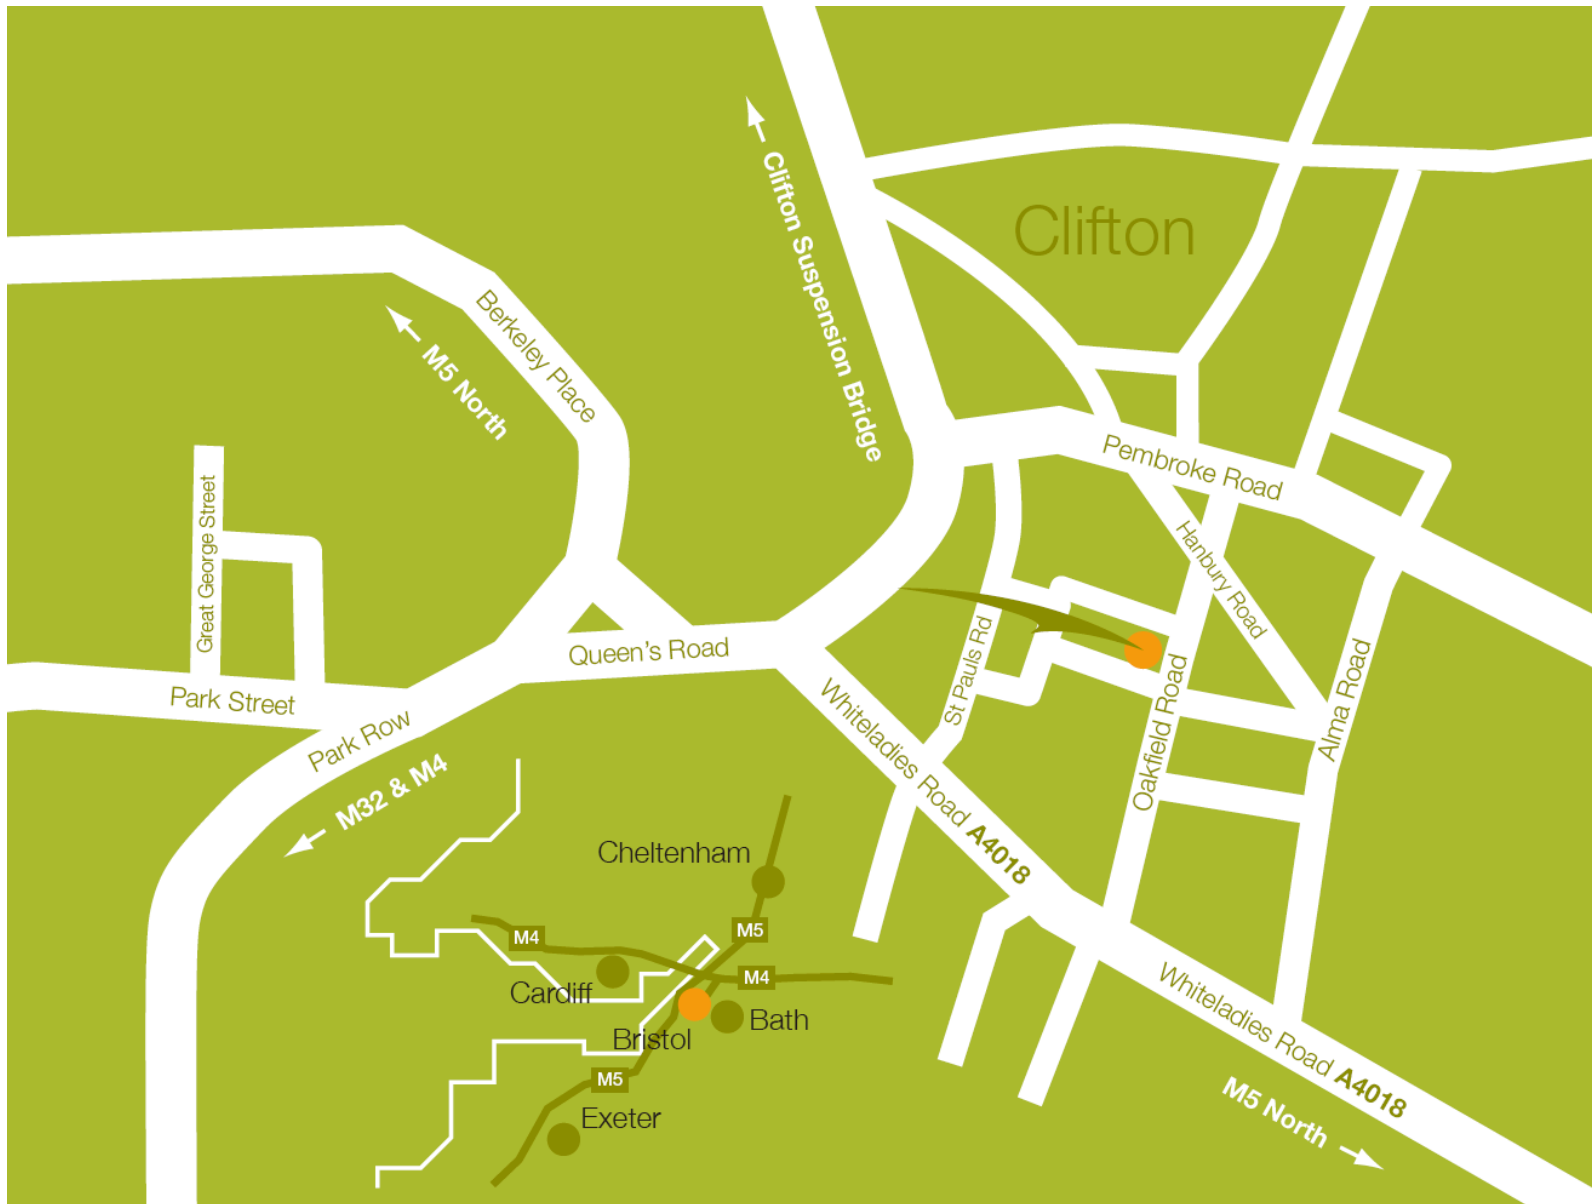 Clifton Suspension Bridge
Clifton
Berkeley Place
M5 North
Pembroke Road
Great George Street
Hanbury Road
Queen's Road
St Pauls Rd
Oakfield Road
Alma Road
Park Street
Park Row
M32 & M4
Whiteladies Road A4018
Cheltenham
M5
M4
M4
Cardiff
Bath
Bristol
M5
Exeter
Whiteladies Road A4018
M5 North